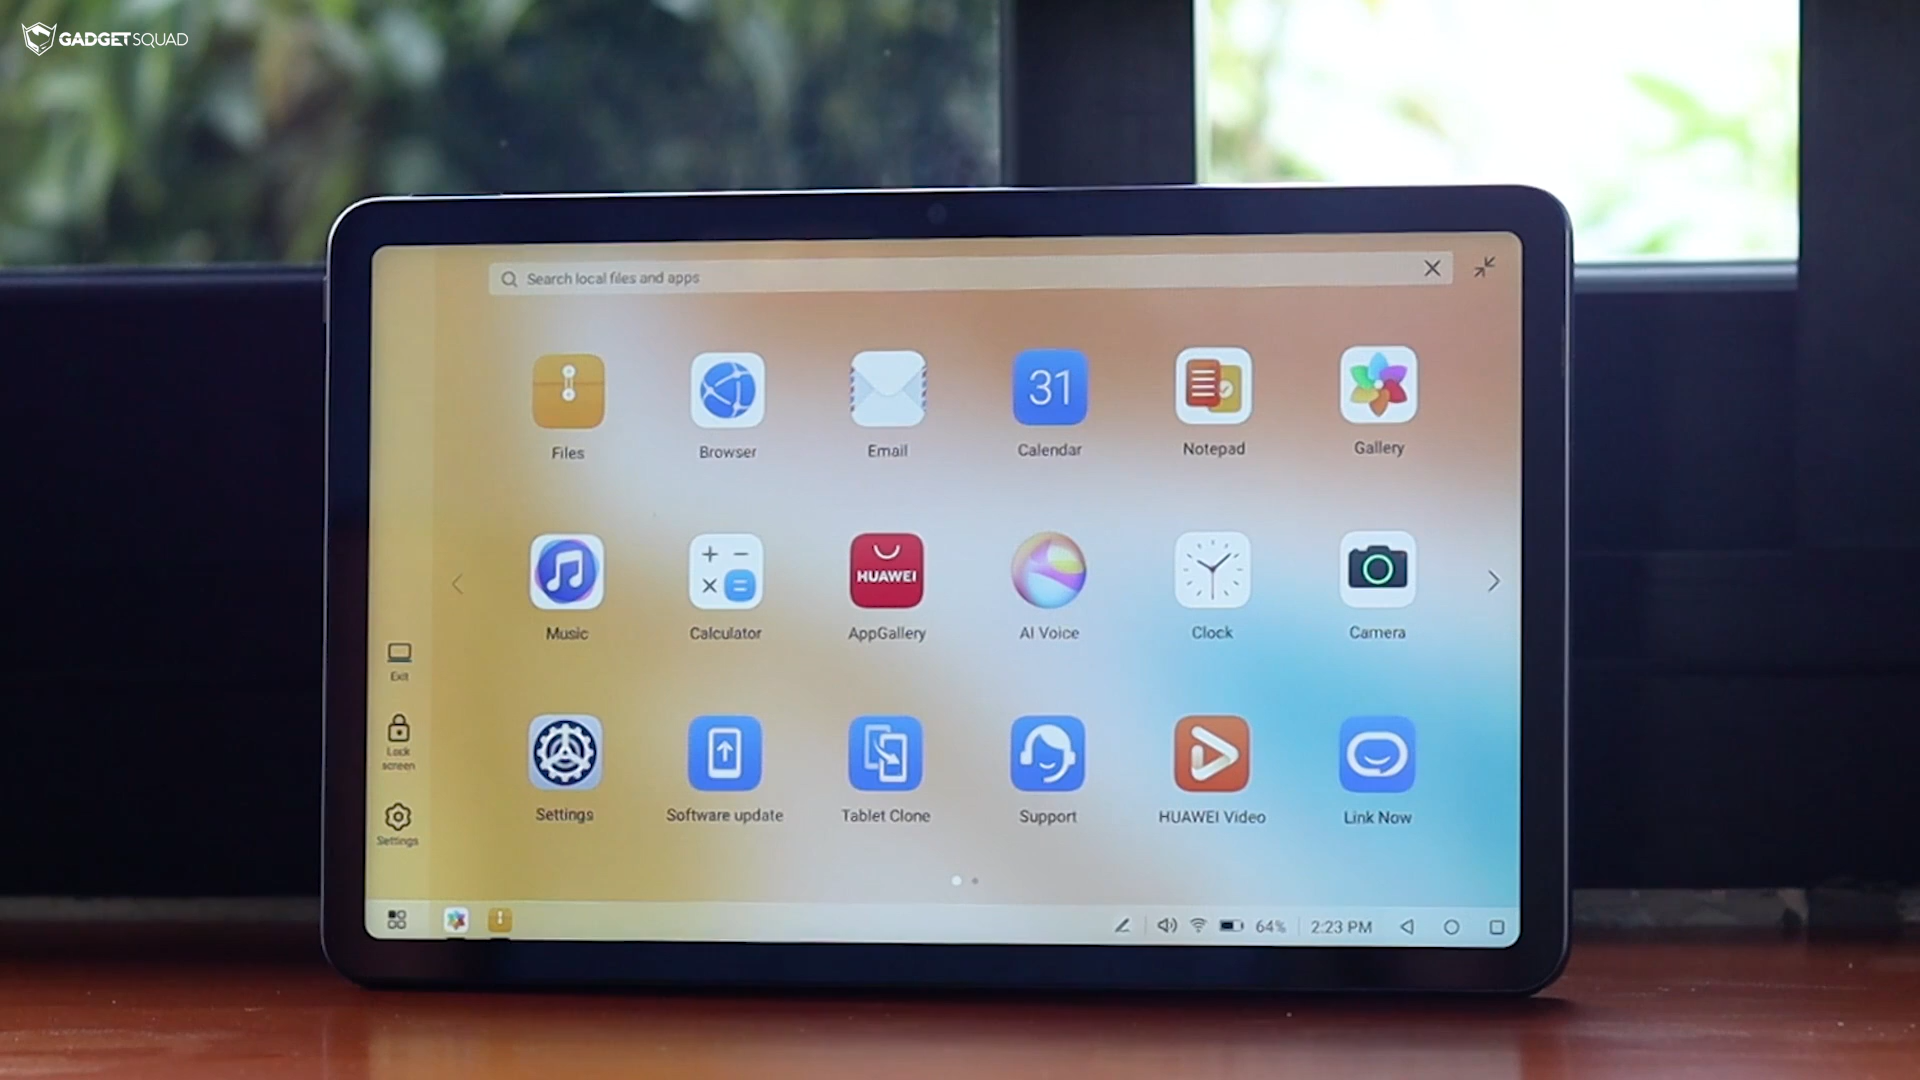 GADGETSQUAD
Search local files and apps
Files
Browser
Email
31
Calendar
Notepad
Gallery
Music
Calculator
HUAWEI
AppGallery
AI Voice
Clock
Camera
Exit
Lock
screen
Settings
Settings
Software update
Tablet Clone
Support
HUAWEI Video
Link Now
64%
2:23 PM